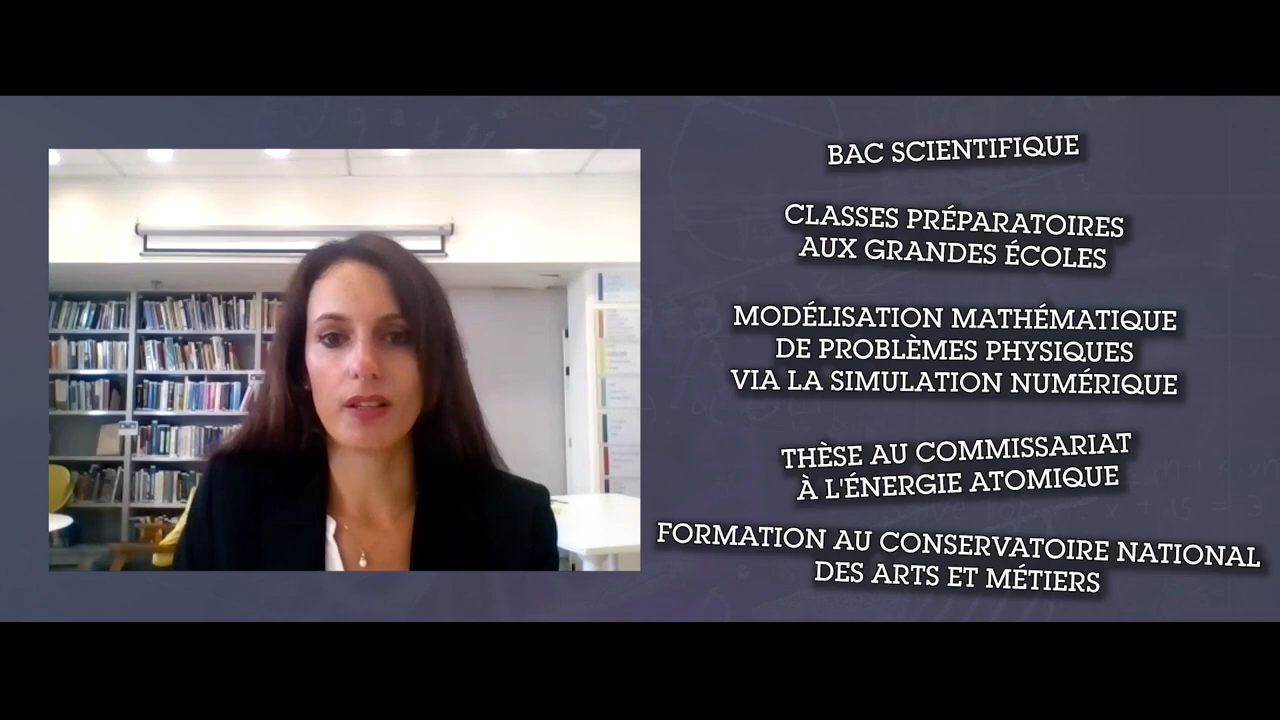 BAC SCIENTIFIQUE
CLASSES PRÉPARATOIRES
AUX GRANDES ÉCOLES
MODÉLISATION MATHÉMATIQUE
DE PROBLÈMES PHYSIQUES
VIA LA SIMULATION NUMÉRIQUE
THÈSE AU COMMISSARIAT
À L'ÉNERGIE ATOMIQUE
FORMATION AU CONSERVATOIRE NATIONAL
DES ARTS ET MÉTIERS